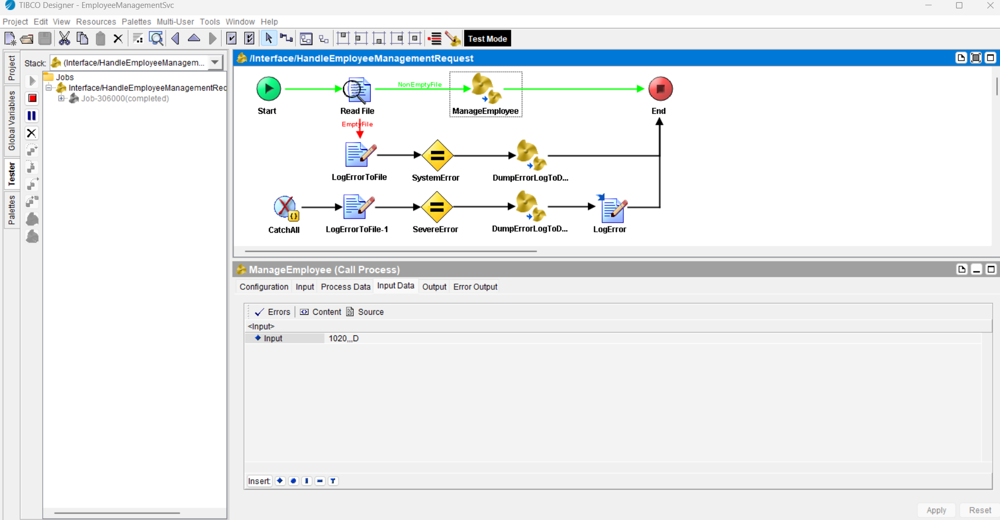 TIBCO Designer - EmployeeManagementSvc
Project Edit View Resources Palettes Multi-User Tools Window Help
Test Mode
Project
Global Variables
Tester
Palettes
Stack: (Interface/HandleEmployeeManagem...
Jobs
Interface/HandleEmployeeManagementRec
Job-306000(completed)
/Interface/HandleEmployeeManagementRequest
NonEmptyFile
Start
Read File
ManageEmployee
End
EmptyFile
LogErrorToFile
SystemError
DumpErrorLogToD...
CatchAll
LogErrorToFile-1
SevereError
DumpErrorLogToD...
LogError
ManageEmployee (Call Process)
Configuration Input Process Data Input Data Output Error Output
Errors Content Source
<Input>
Input 1020,,,D
Insert: T
Apply Reset